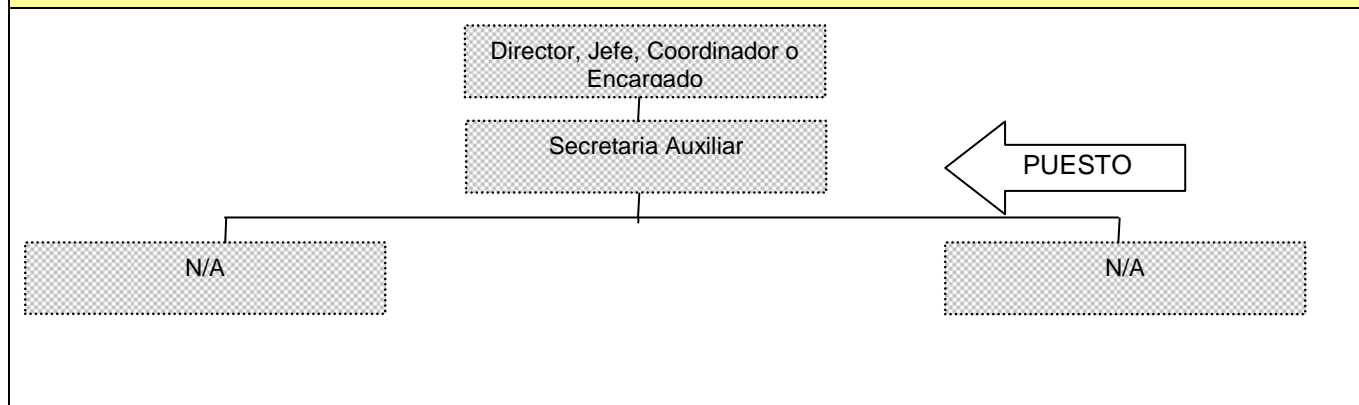 Director, Jefe, Coordinador o
Encargado
Secretaria Auxiliar
PUESTO
N/A
N/A